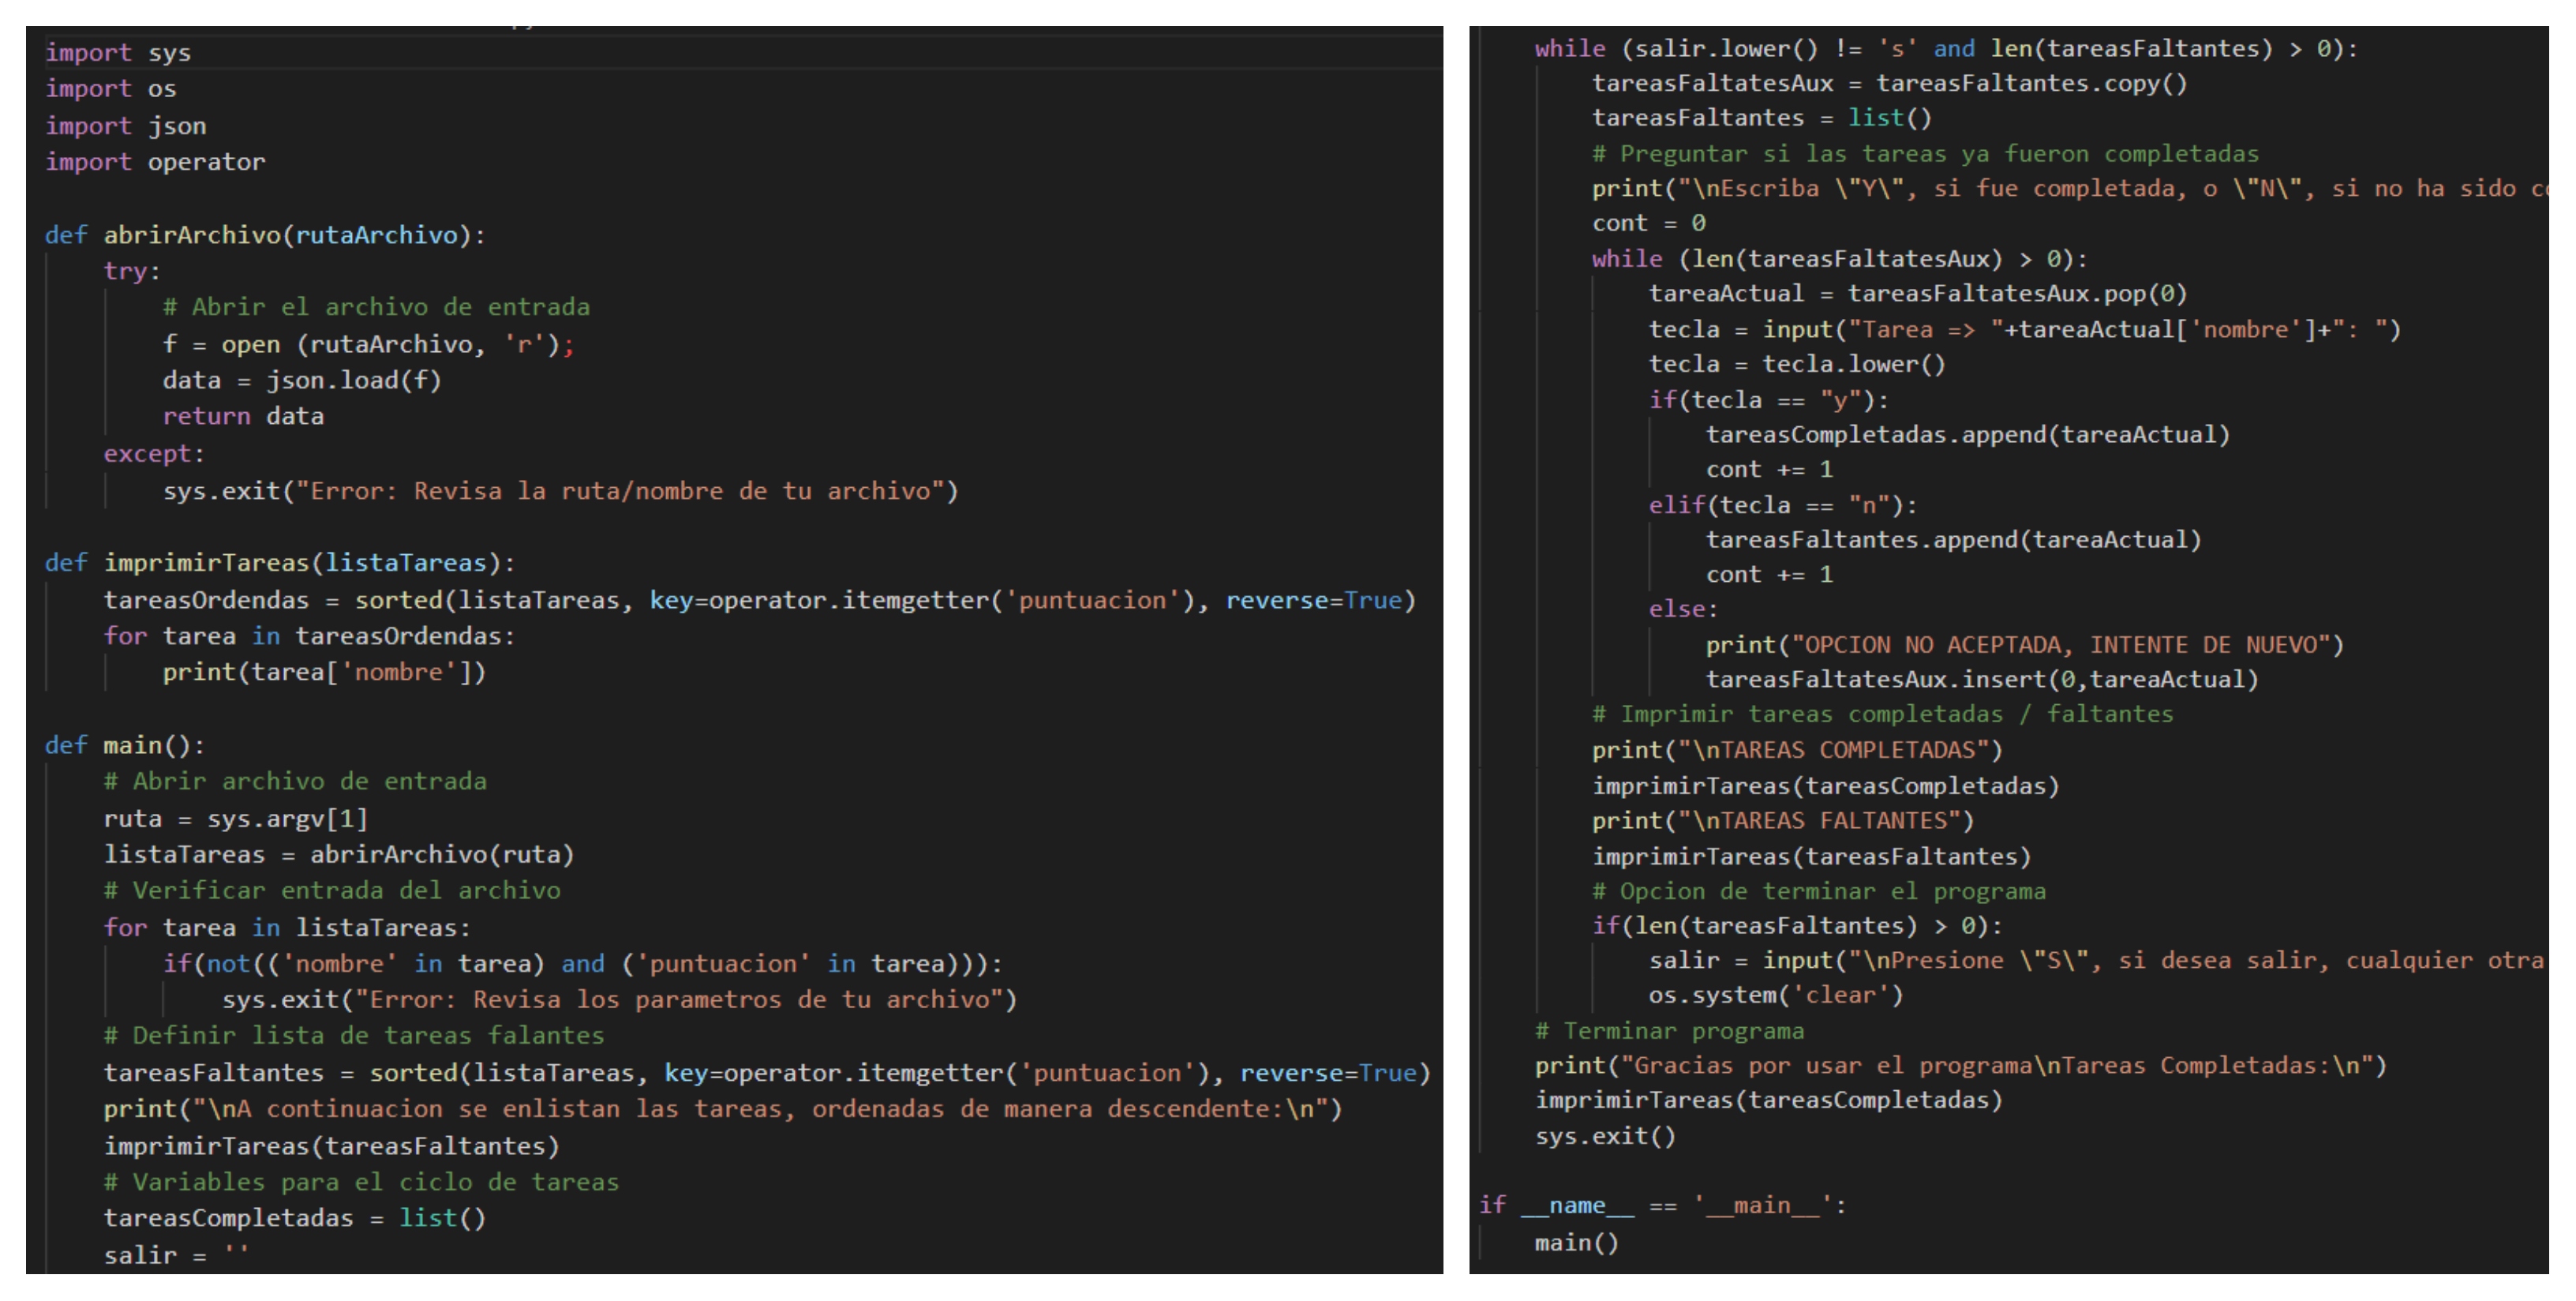 import sys
import os
import json
import operator
def abrirArchivo(rutaArchivo):
    try:
        # Abrir el archivo de entrada
        f = open (rutaArchivo, 'r');
        data = json.load(f)
        return data
    except:
        sys.exit("Error: Revisa la ruta/nombre de tu archivo")
def imprimirTareas(listaTareas):
    tareasOrdendas = sorted(listaTareas, key=operator.itemgetter('puntuacion'), reverse=True)
    for tarea in tareasOrdendas:
        print(tarea['nombre'])
def main():
    # Abrir archivo de entrada
    ruta = sys.argv[1]
    listaTareas = abrirArchivo(ruta)
    # Verificar entrada del archivo
    for tarea in listaTareas:
        if(not(('nombre' in tarea) and ('puntuacion' in tarea))):
            sys.exit("Error: Revisa los parametros de tu archivo")
    # Definir lista de tareas falantes
    tareasFaltantes = sorted(listaTareas, key=operator.itemgetter('puntuacion'), reverse=True)
    print("\nA continuacion se enlistan las tareas, ordenadas de manera descendente:\n")
    imprimirTareas(tareasFaltantes)
    # Variables para el ciclo de tareas
    tareasCompletadas = list()
    salir = ''
    while (salir.lower() != 's' and len(tareasFaltantes) > 0):
        tareasFaltatesAux = tareasFaltantes.copy()
        tareasFaltantes = list()
        # Preguntar si las tareas ya fueron completadas
        print("\nEscriba \"Y\", si fue completada, o \"N\", si no ha sido
        cont = 0
        while (len(tareasFaltatesAux) > 0):
            tareaActual = tareasFaltatesAux.pop(0)
            tecla = input("Tarea => "+tareaActual['nombre']+": ")
            tecla = tecla.lower()
            if(tecla == "y"):
                tareasCompletadas.append(tareaActual)
                cont += 1
            elif(tecla == "n"):
                tareasFaltantes.append(tareaActual)
                cont += 1
            else:
                print("OPCION NO ACEPTADA, INTENTE DE NUEVO")
                tareasFaltatesAux.insert(0,tareaActual)
        # Imprimir tareas completadas / faltantes
        print("\nTAREAS COMPLETADAS")
        imprimirTareas(tareasCompletadas)
        print("\nTAREAS FALTANTES")
        imprimirTareas(tareasFaltantes)
        # Opcion de terminar el programa
        if(len(tareasFaltantes) > 0):
            salir = input("\nPresione \"S\", si desea salir, cualquier otra
            os.system('clear')
    # Terminar programa
    print("Gracias por usar el programa\nTareas Completadas:\n")
    imprimirTareas(tareasCompletadas)
    sys.exit()
if __name__ == '__main__':
    main()